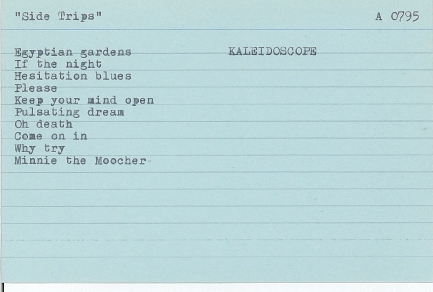 "Side Trips" A 0795
Egyptian gardens KALEIDOSCOPE
If the night
Hesitation blues
Please
Keep your mind open
Pulsating dream
Oh death
Come on in
Why try
Minnie the Moocher